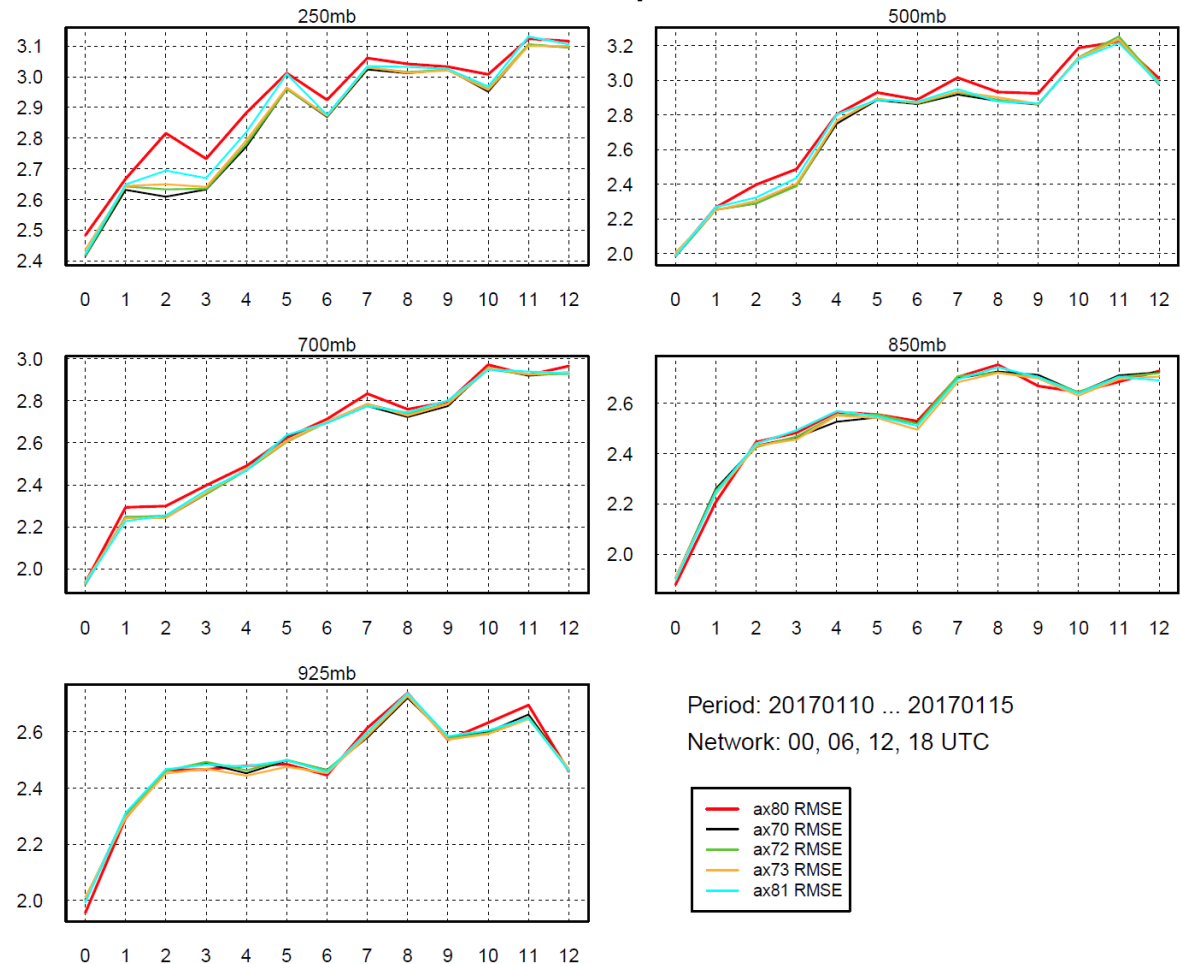 250mb
3.1
3.0
2.9
2.8
2.7
2.6
2.5
2.4
0 1 2 3 4 5 6 7 8 9 10 11 12
500mb
3.2
3.0
2.8
2.6
2.4
2.2
2.0
0 1 2 3 4 5 6 7 8 9 10 11 12
700mb
3.0
2.8
2.6
2.4
2.2
2.0
0 1 2 3 4 5 6 7 8 9 10 11 12
850mb
2.6
2.4
2.2
2.0
0 1 2 3 4 5 6 7 8 9 10 11 12
925mb
2.6
2.4
2.2
2.0
0 1 2 3 4 5 6 7 8 9 10 11 12
Period: 20170110 ... 20170115
Network: 00, 06, 12, 18 UTC
ax80 RMSE
ax70 RMSE
ax72 RMSE
ax73 RMSE
ax81 RMSE